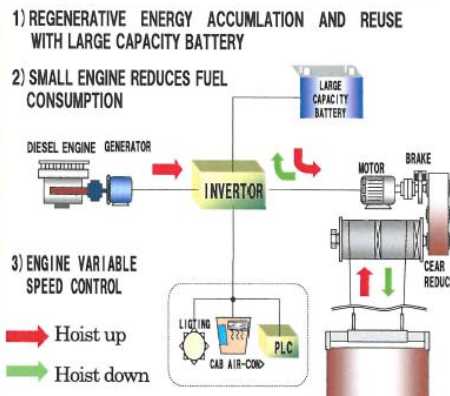 1) REGENERATIVE ENERGY ACCUMLATION AND REUSE
WITH LARGE CAPACITY BATTERY
2) SMALL ENGINE REDUCES FUEL
CONSUMPTION
LARGE
CAPACITY
BATTERY
DIESEL ENGINE GENERATOR
INVERTOR
MOTOR
BRAKE
3) ENGINE VARIABLE
SPEED CONTROL
CEAR
REDUC
LIGTING
CAB AIR-CON>
PLC
Hoist up
Hoist down